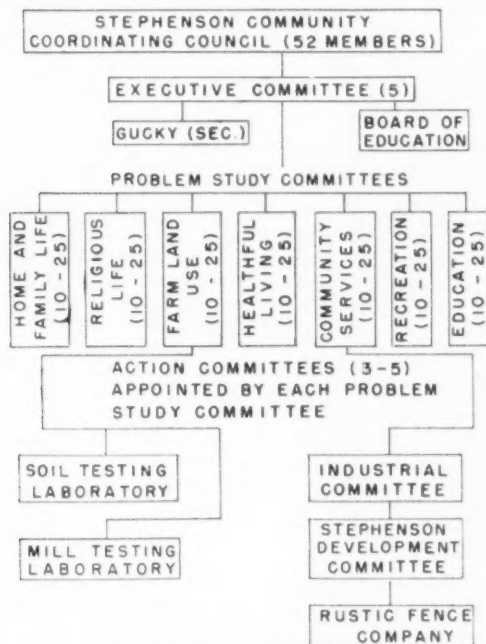 STEPHENSON COMMUNITY
COORDINATING COUNCIL (52 MEMBERS)
EXECUTIVE COMMITTEE (5)
GUCKY (SEC.)
BOARD OF
EDUCATION
PROBLEM STUDY COMMITTEES
HOME AND
FAMILY LIFE
(10-25)
RELIGIOUS
LIFE
(10-25)
FARM LAND
USE
(10-25)
HEALTHFUL
LIVING
(10-25)
COMMUNITY
SERVICES
(10-25)
RECREATION
(10-25)
EDUCATION
(10-25)
ACTION COMMITTEES (3-5)
APPOINTED BY EACH PROBLEM
STUDY COMMITTEE
SOIL TESTING
LABORATORY
MILL TESTING
LABORATORY
INDUSTRIAL
COMMITTEE
STEPHENSON
DEVELOPMENT
COMMITTEE
RUSTIC FENCE
COMPANY